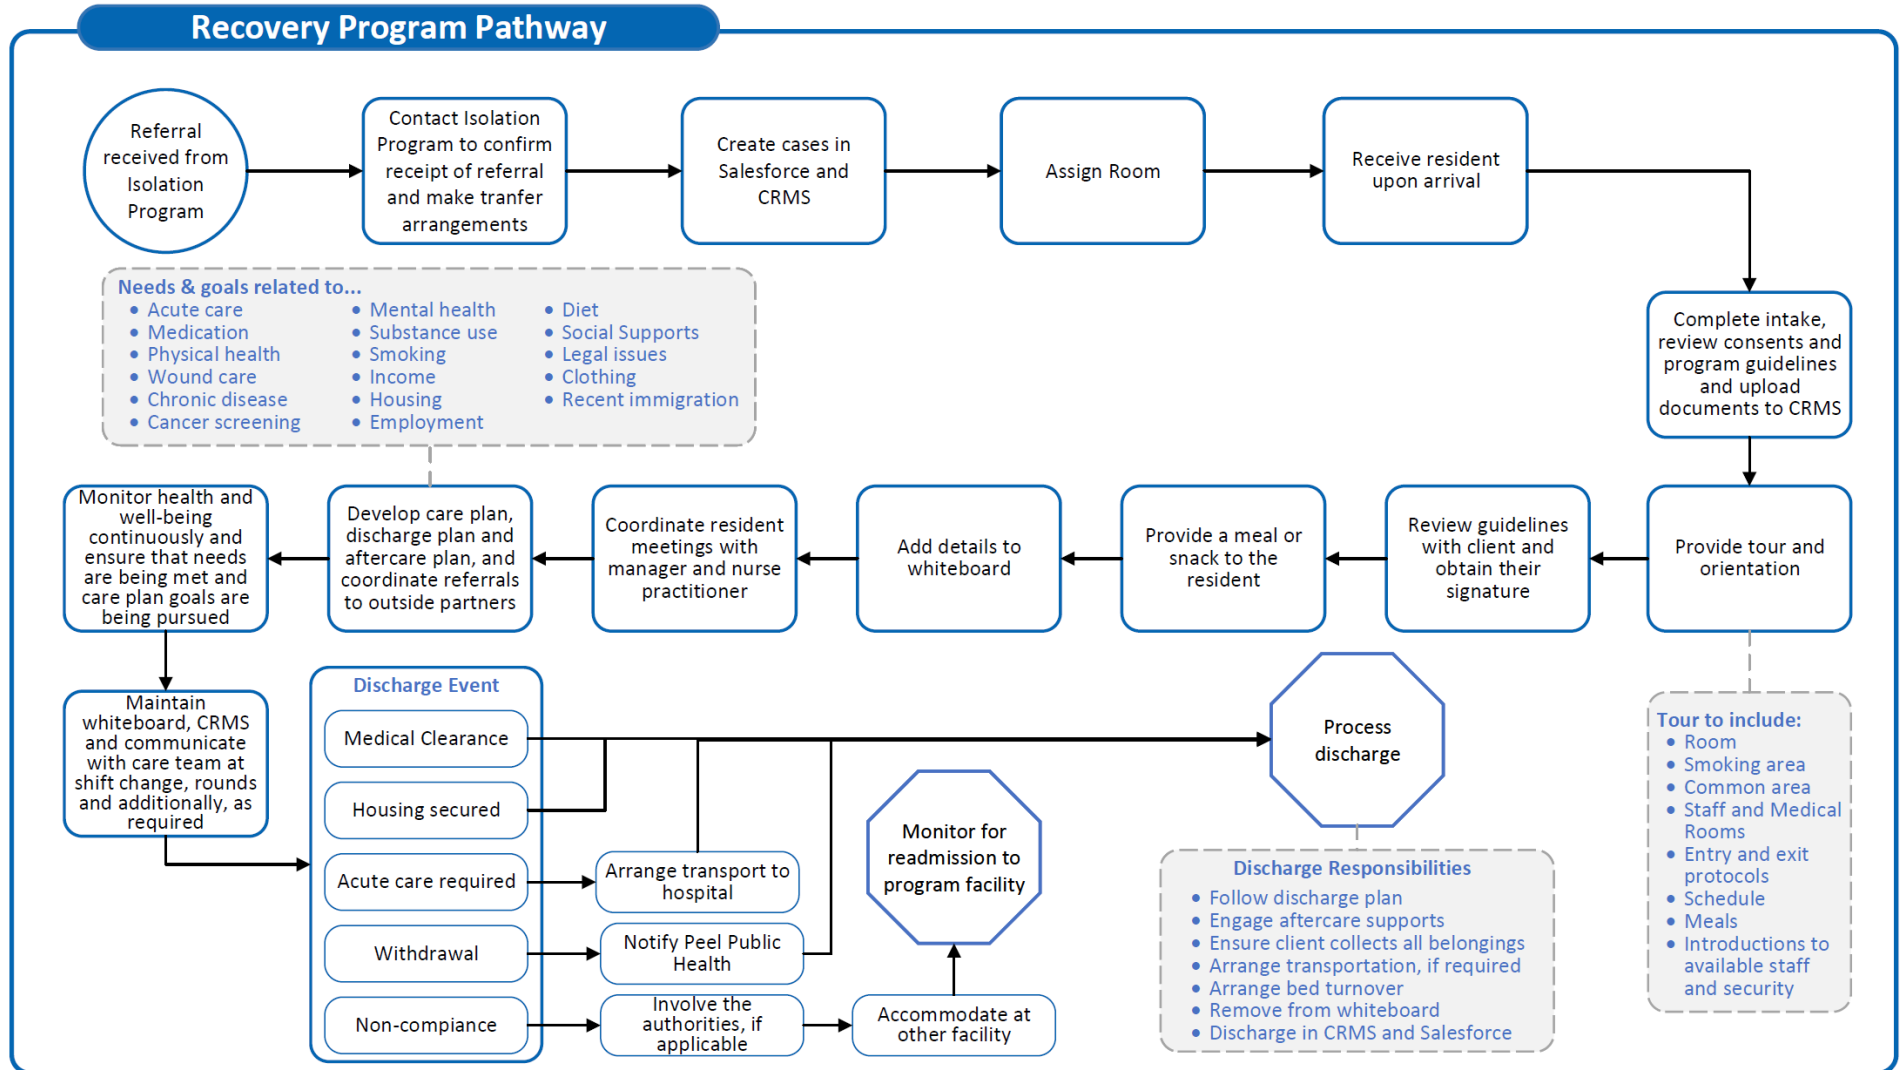 Recovery Program Pathway
Referral
received from
Isolation
Program
Contact Isolation
Program to confirm
receipt of referral
and make tranfer
arrangements
Create cases in
Salesforce and
CRMS
Assign Room
Receive resident
upon arrival
Complete intake,
review consents and
program guidelines
and upload
documents to CRMS
Needs & goals related to...
• Acute care
• Medication
• Physical health
• Wound care
• Chronic disease
• Cancer screening
• Mental health
• Substance use
• Smoking
• Income
• Housing
• Employment
• Diet
• Social Supports
• Legal issues
• Clothing
• Recent immigration
Provide tour and
orientation
Review guidelines
with client and
obtain their
signature
Provide a meal or
snack to the
resident
Add details to
whiteboard
Coordinate resident
meetings with
manager and nurse
practitioner
Develop care plan,
discharge plan and
aftercare plan, and
coordinate referrals
to outside partners
Monitor health and
well-being
continuously and
ensure that needs
are being met and
care plan goals are
being pursued
Maintain
whiteboard, CRMS
and communicate
with care team at
shift change, rounds
and additionally, as
required
Discharge Event
Medical Clearance
Housing secured
Acute care required
Withdrawal
Non-compliance
Arrange transport to
hospital
Notify Peel Public
Health
Involve the
authorities, if
applicable
Accommodate at
other facility
Monitor for
readmission to
program facility
Process
discharge
Discharge Responsibilities
• Follow discharge plan
• Engage aftercare supports
• Ensure client collects all belongings
• Arrange transportation, if required
• Arrange bed turnover
• Remove from whiteboard
• Discharge in CRMS and Salesforce
Tour to include:
• Room
• Smoking area
• Common area
• Staff and Medical
Rooms
• Entry and exit
protocols
• Schedule
• Meals
• Introductions to
available staff
and security